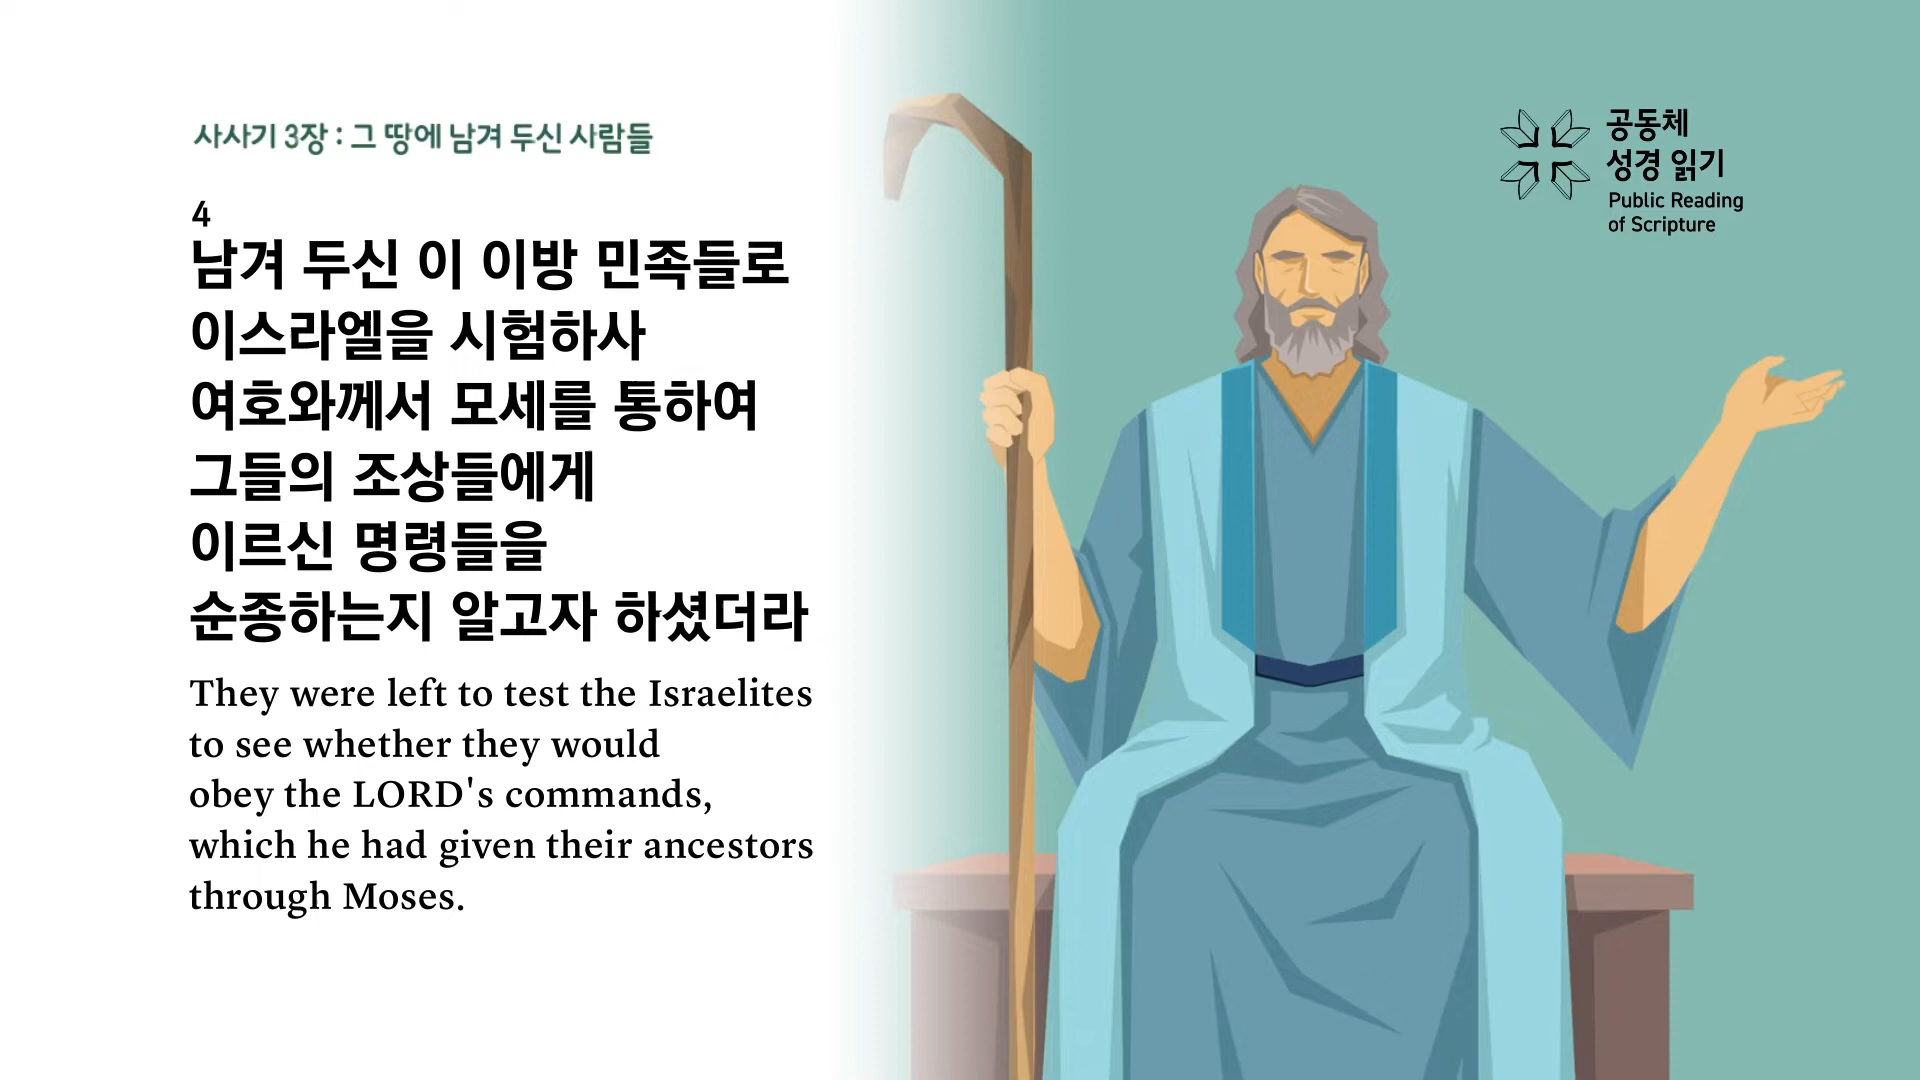 사사기 3장 : 그 땅에 남겨 두신 사람들
4
남겨 두신 이 이방 민족들로
이스라엘을 시험하사
여호와께서 모세를 통하여
그들의 조상들에게
이르신 명령들을
순종하는지 알고자 하셨더라
They were left to test the Israelites
to see whether they would
obey the LORD's commands,
which he had given their ancestors
through Moses.
공동체
성경 읽기
Public Reading
of Scripture